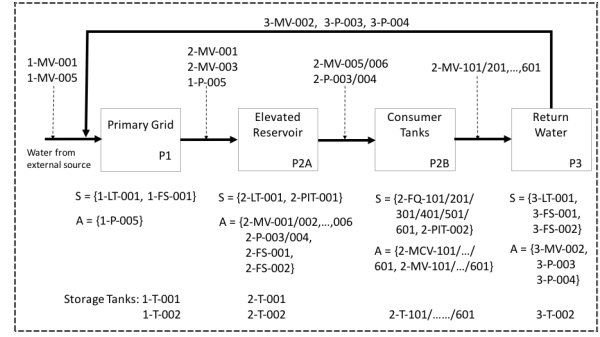 3-MV-002, 3-P-003, 3-P-004
1-MV-001
1-MV-005
2-MV-001
2-MV-003
1-P-005
2-MV-005/006
2-P-003/004
2-MV-101/201,...,601
Water from
external source
Primary Grid
P1
Elevated
Reservoir
P2A
Consumer
Tanks
P2B
Return
Water
P3
S = {1-LT-001, 1-FS-001}
A = {1-P-005}
S = {2-LT-001, 2-PIT-001}
A = {2-MV-001/002,...,006
2-P-003/004,
2-FS-001,
2-FS-002}
S = {2-FQ-101/201/
301/401/501/
601, 2-PIT-002}
A = {2-MCV-101/.../
601, 2-MV-101/.../601}
S = {3-LT-001,
3-FS-001,
3-FS-002}
A = {3-MV-002,
3-P-003
3-P-004}
Storage Tanks: 1-T-001
1-T-002
2-T-001
2-T-002
2-T-101/....../601
3-T-002